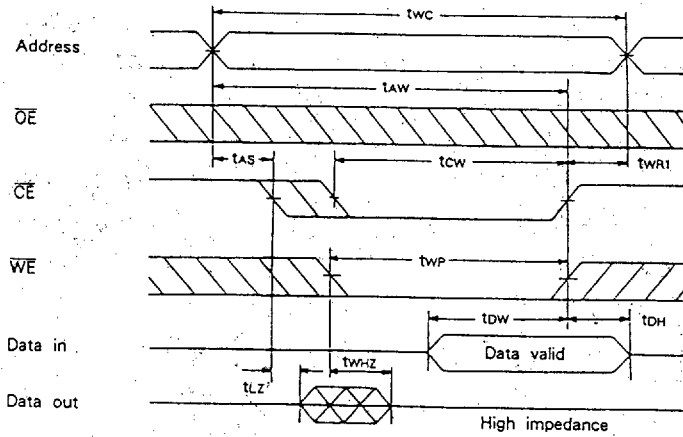 tWC
Address
tAW
OE
tAS
tCW
tWR1
CE
tWP
WE
tDW
tDH
Data in
Data valid
tWHZ
tLZ
Data out
High impedance